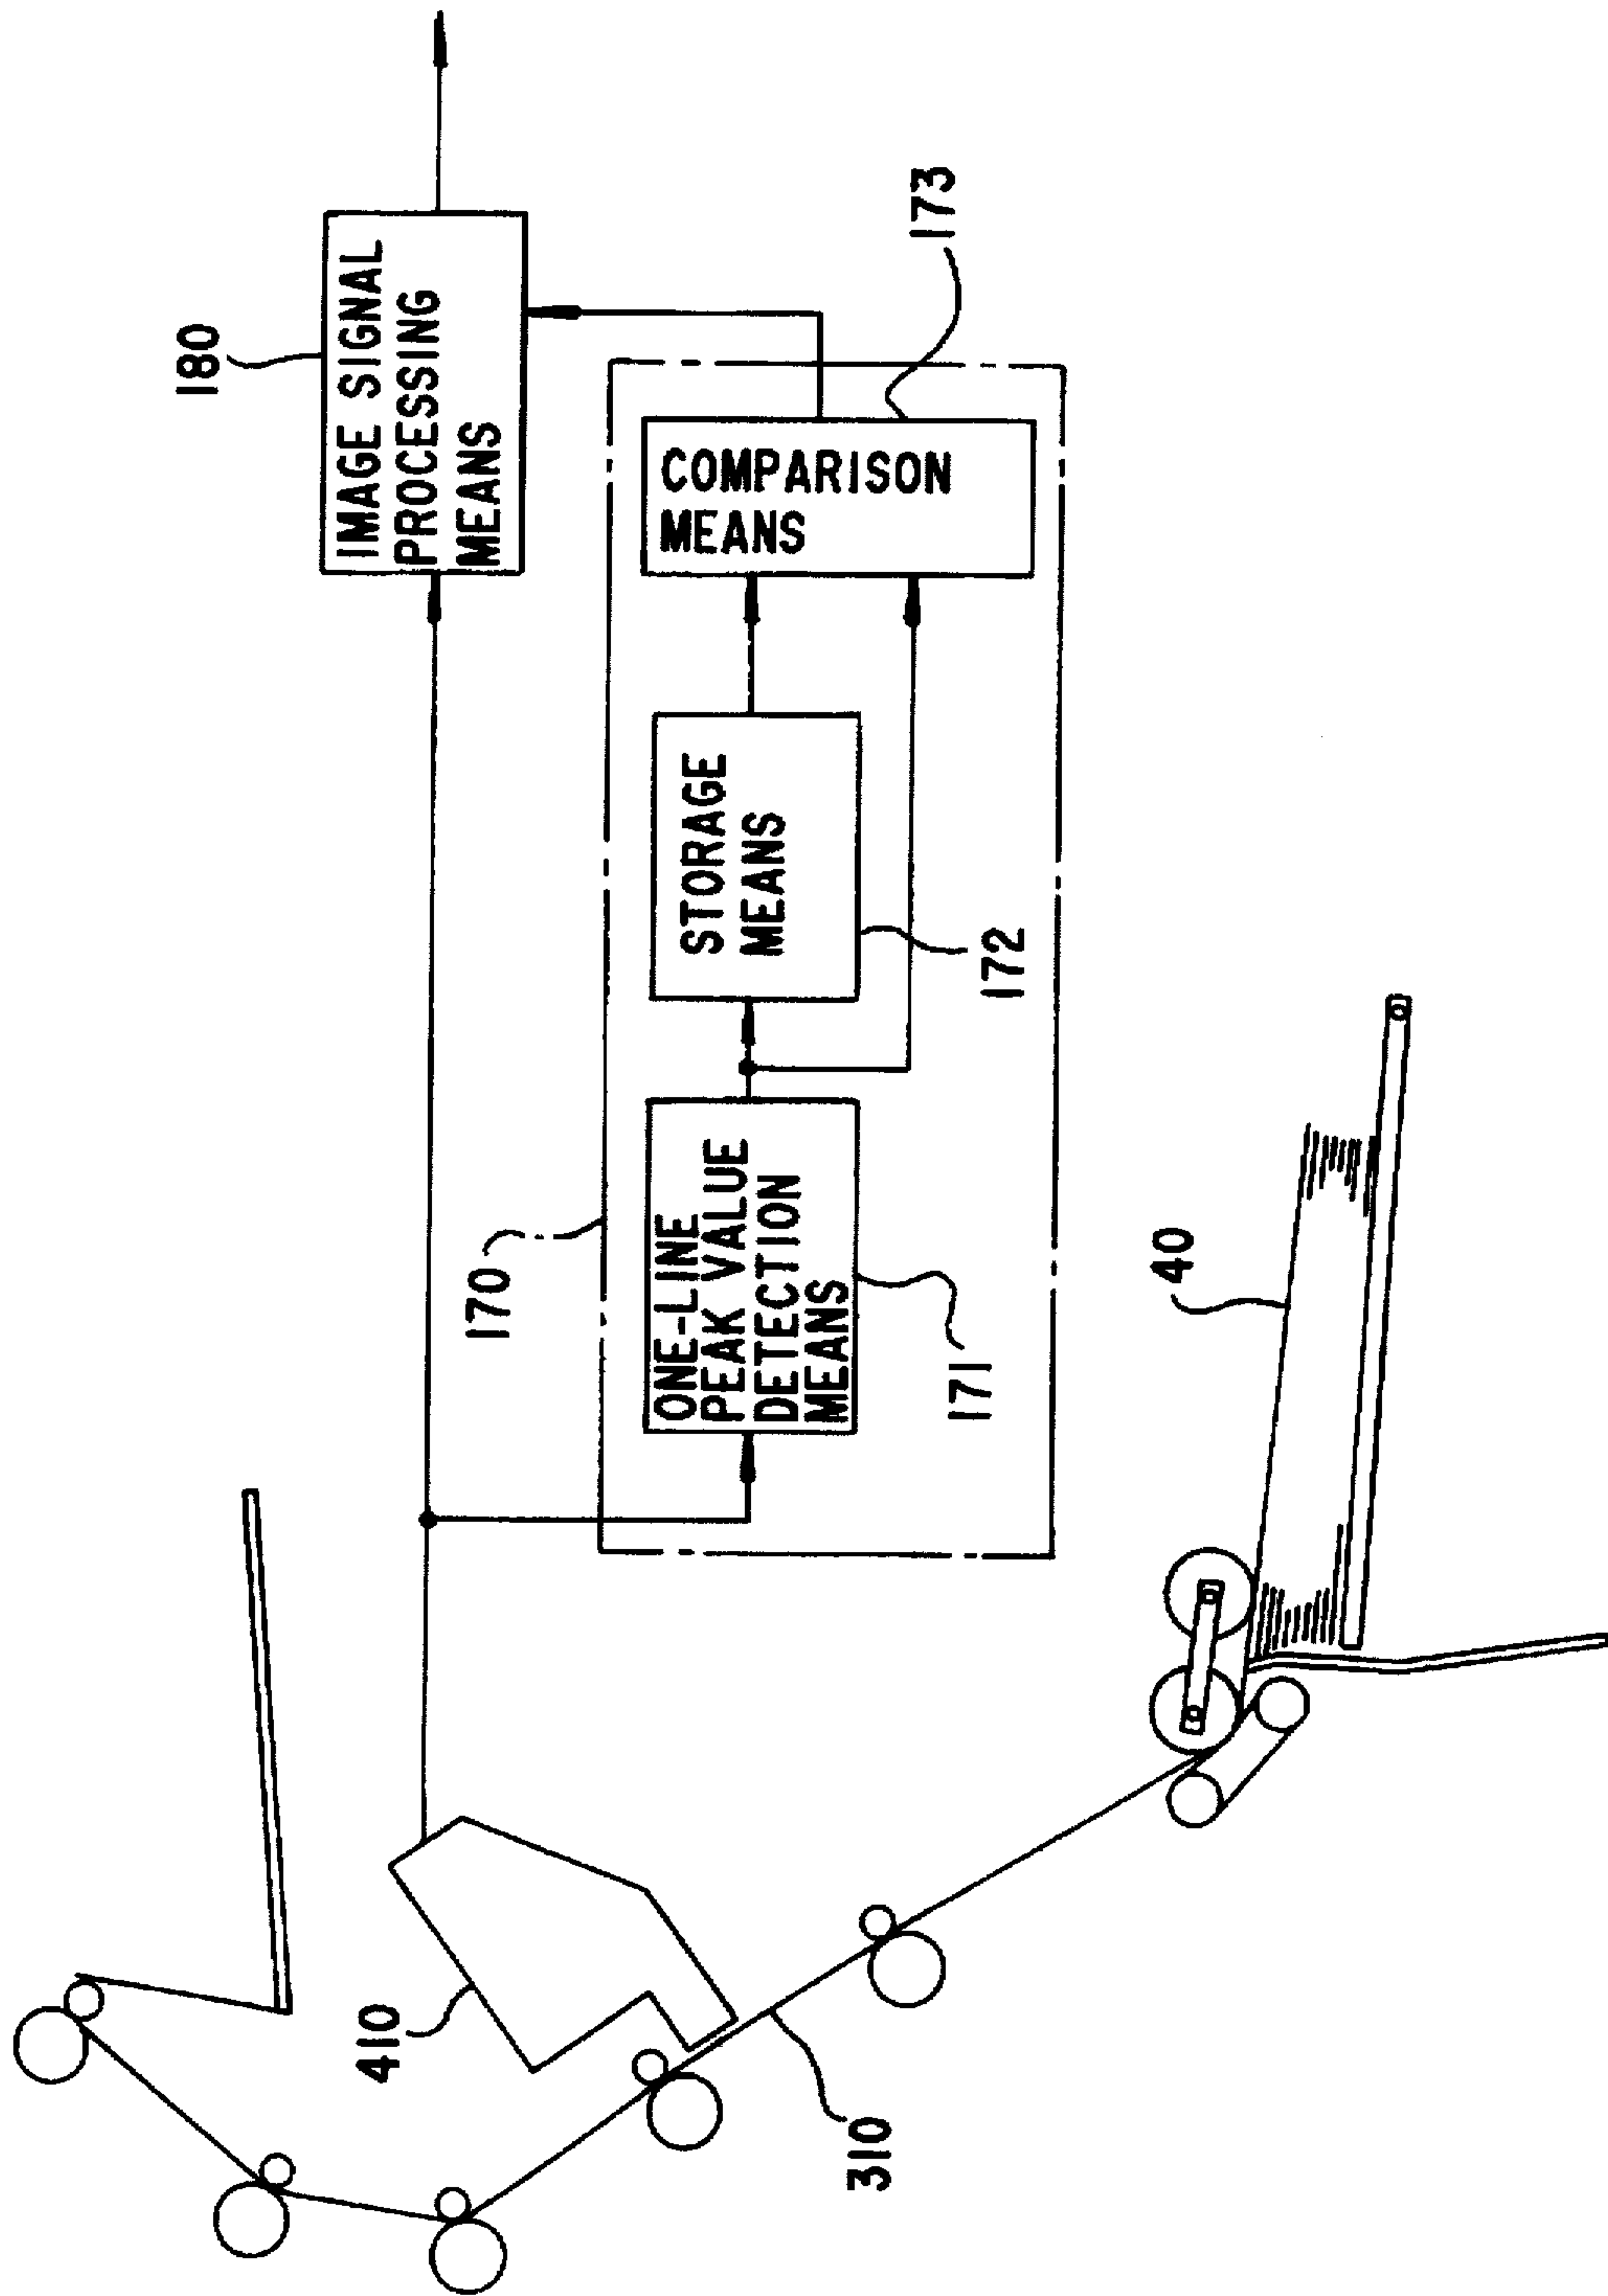 180
IMAGE SIGNAL
PROCESSING
MEANS
410
170
ONE-LINE
PEAK VALUE
DETECTION
MEANS
171
STORAGE
MEANS
172
COMPARISON
MEANS
173
310
40